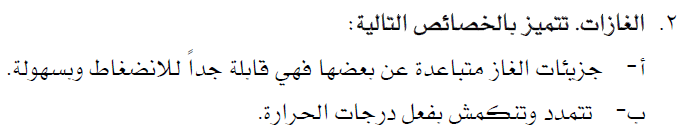 ٢. الغازات. تتميز بالخصائص التالية:
أ- جزيئات الغاز متباعدة عن بعضها فهي قابلة جداً للانضغاط وبسهولة.
ب- تتمدد وتنكمش بفعل درجات الحرارة.